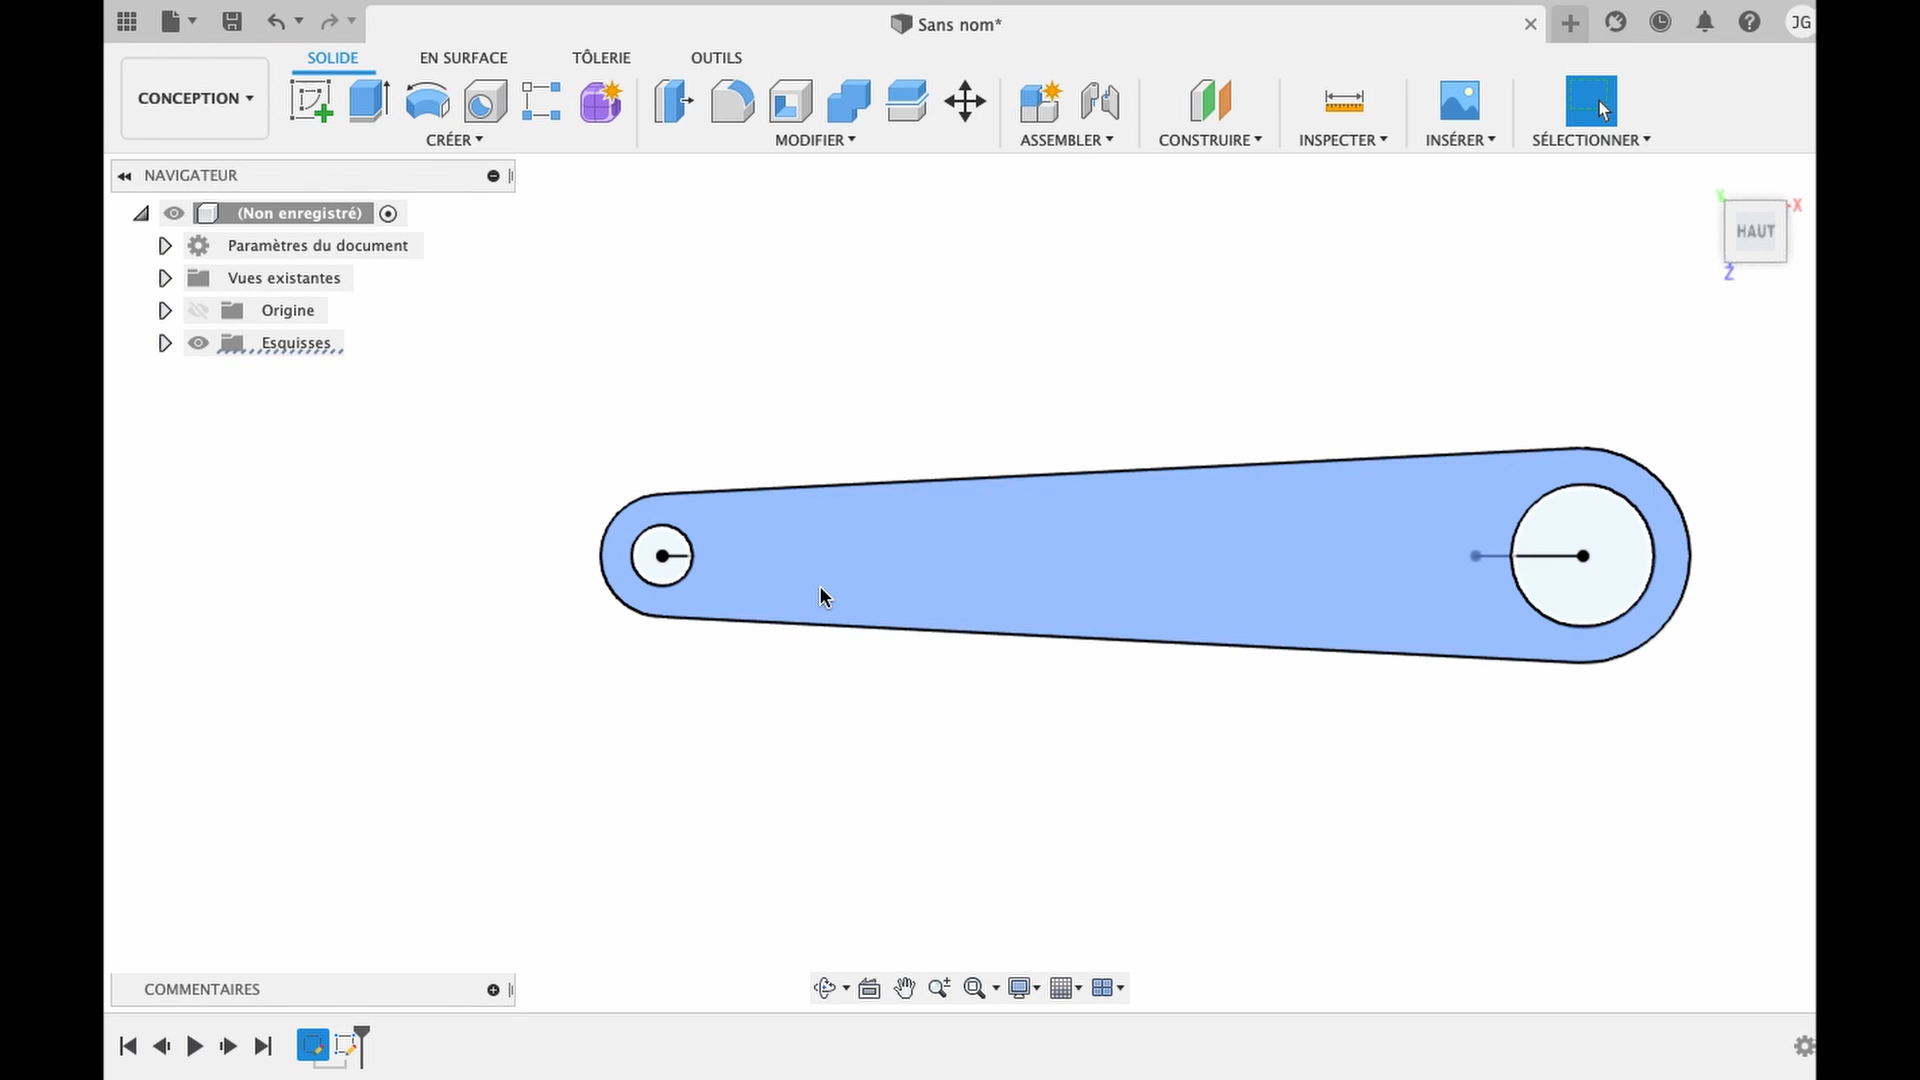 Sans nom*
JG
SOLIDE EN SURFACE TÔLERIE OUTILS
CONCEPTION
CRÉER MODIFIER ASSEMBLER CONSTRUIRE INSPECTER INSÉRER SÉLECTIONNER
NAVIGATEUR
(Non enregistré)
Paramètres du document
Vues existantes
Origine
Esquisses
Y
X
HAUT
Z
COMMENTAIRES